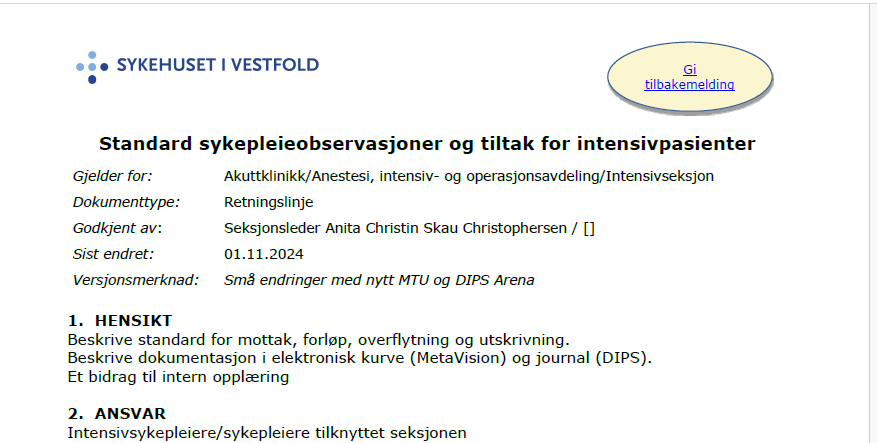 SYKEHUSET I VESTFOLD
Gi
tilbakemelding
Standard sykepleieobservasjoner og tiltak for intensivpasienter
Gjelder for: Akuttklinikk/Anestesi, intensiv- og operasjonsavdeling/Intensivseksjon
Dokumenttype: Retningslinje
Godkjent av: Seksjonsleder Anita Christin Skau Christophersen / []
Sist endret: 01.11.2024
Versjonsmerknad: Små endringer med nytt MTU og DIPS Arena
1. HENSIKT
Beskrive standard for mottak, forløp, overflytning og utskrivning.
Beskrive dokumentasjon i elektronisk kurve (MetaVision) og journal (DIPS).
Et bidrag til intern opplæring
2. ANSVAR
Intensivsykepleiere/sykepleiere tilknyttet seksjonen